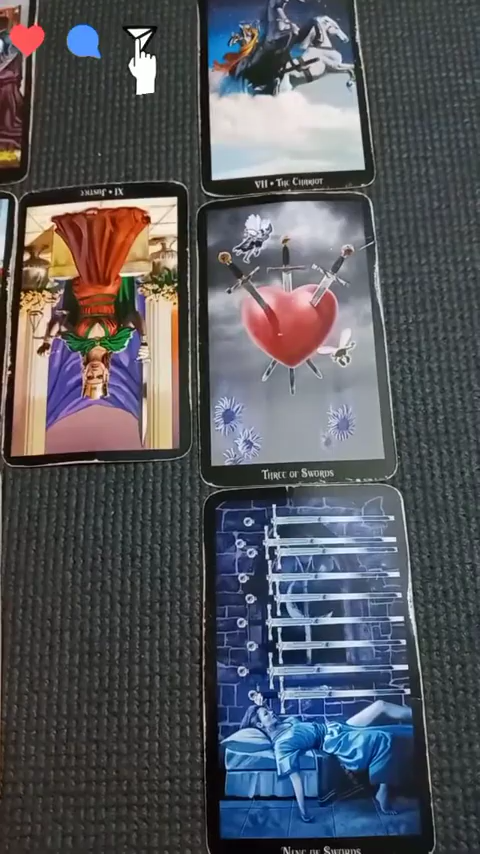 VII • The Chariot
XI • Justice
Three of Swords
Nine of Swords